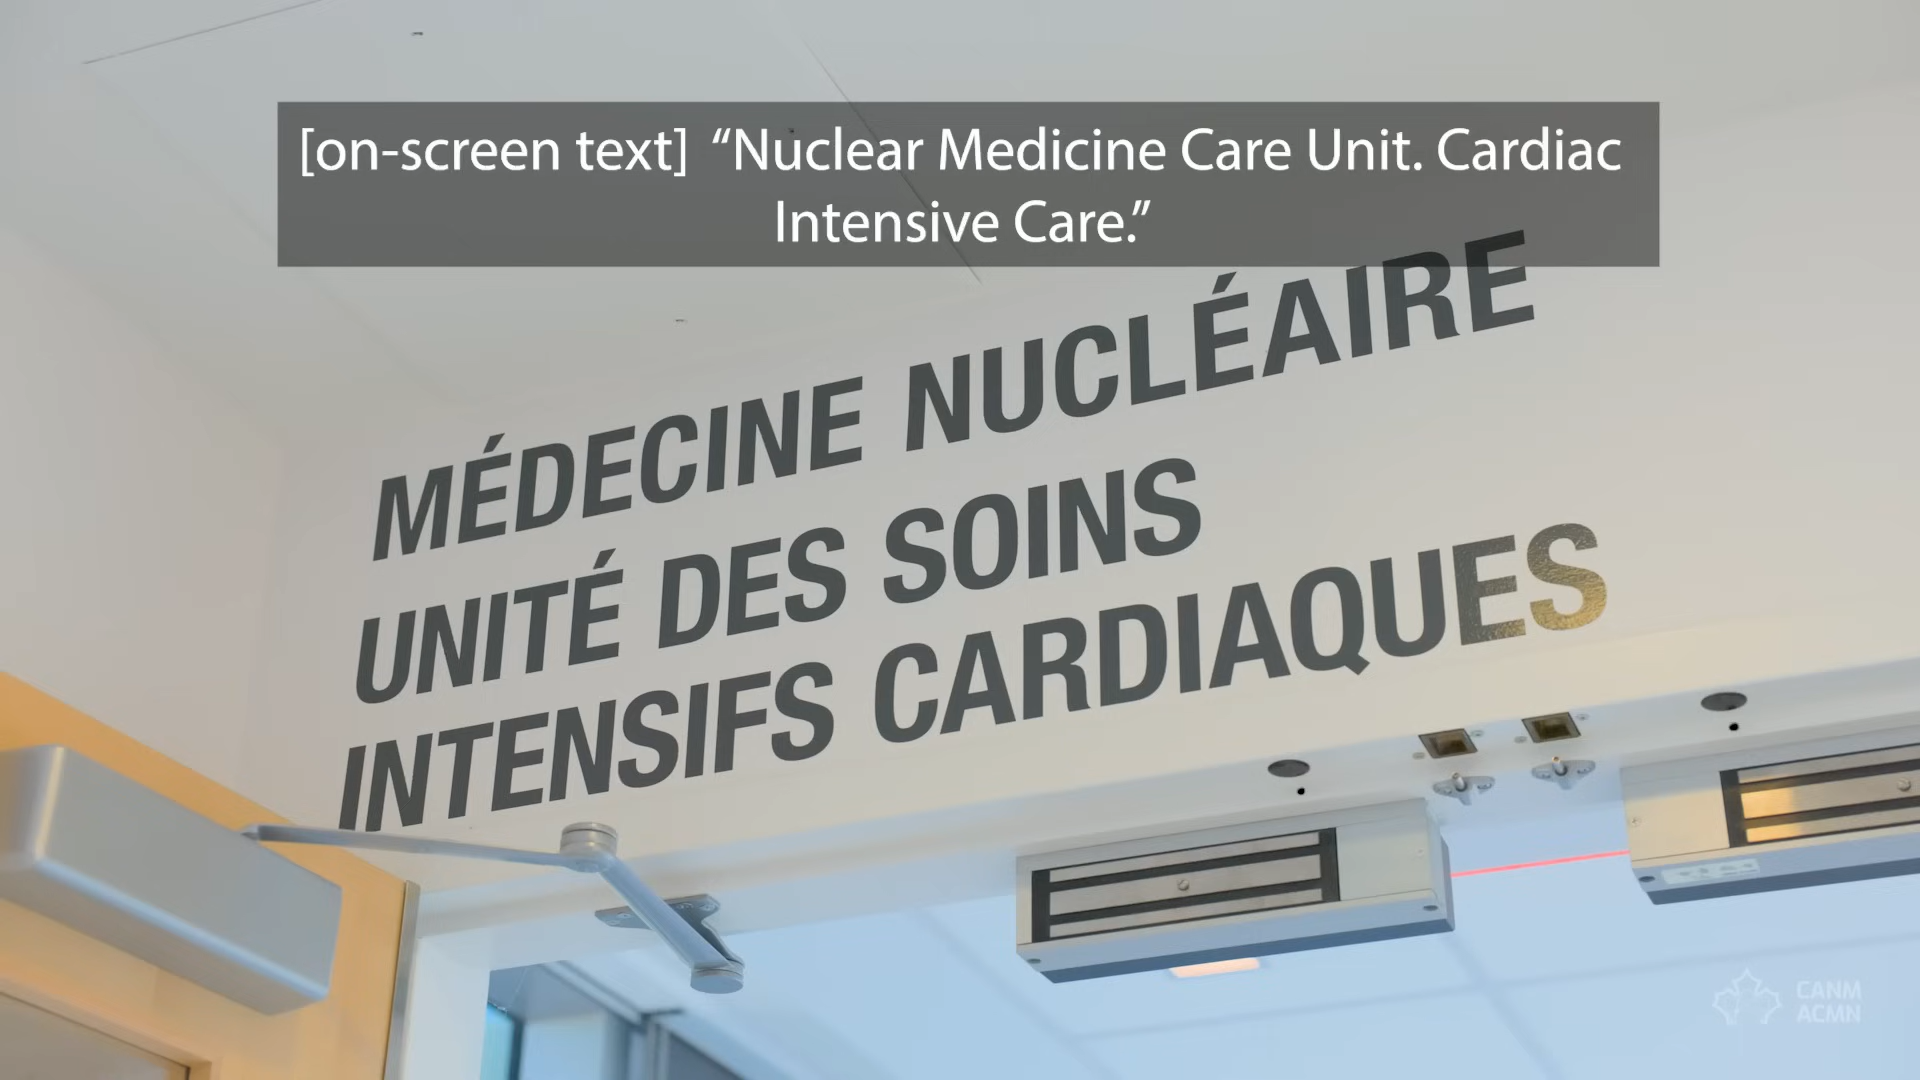 [on-screen text] “Nuclear Medicine Care Unit. Cardiac
Intensive Care.”
MÉDECINE NUCLÉAIRE
UNITÉ DES SOINS
INTENSIFS CARDIAQUES
CANM
ACMN